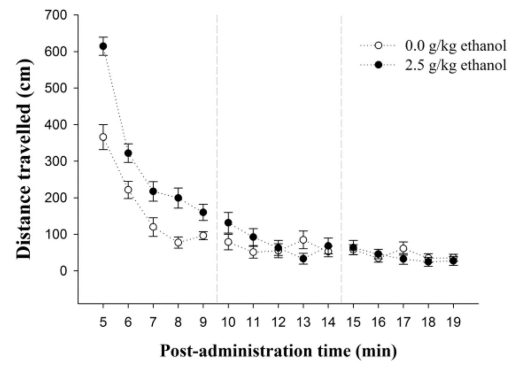 700
600
500
400
300
200
100
0
Distance travelled (cm)
0.0 g/kg ethanol
2.5 g/kg ethanol
5 6 7 8 9 10 11 12 13 14 15 16 17 18 19
Post-administration time (min)